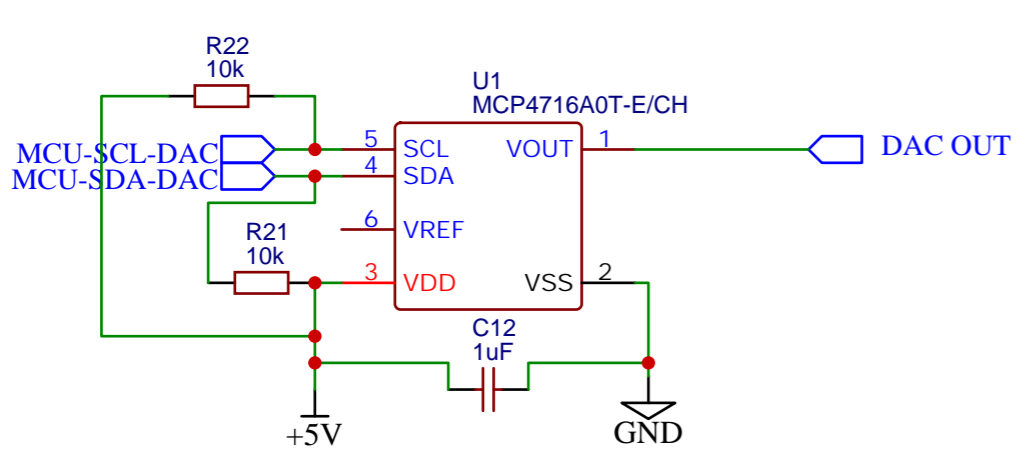 R22
10k
U1
MCP4716A0T-E/CH
MCU-SCL-DAC
5
SCL
VOUT
1
DAC OUT
MCU-SDA-DAC
4
SDA
6
VREF
R21
10k
3
VDD
VSS
2
C12
1uF
+5V
GND